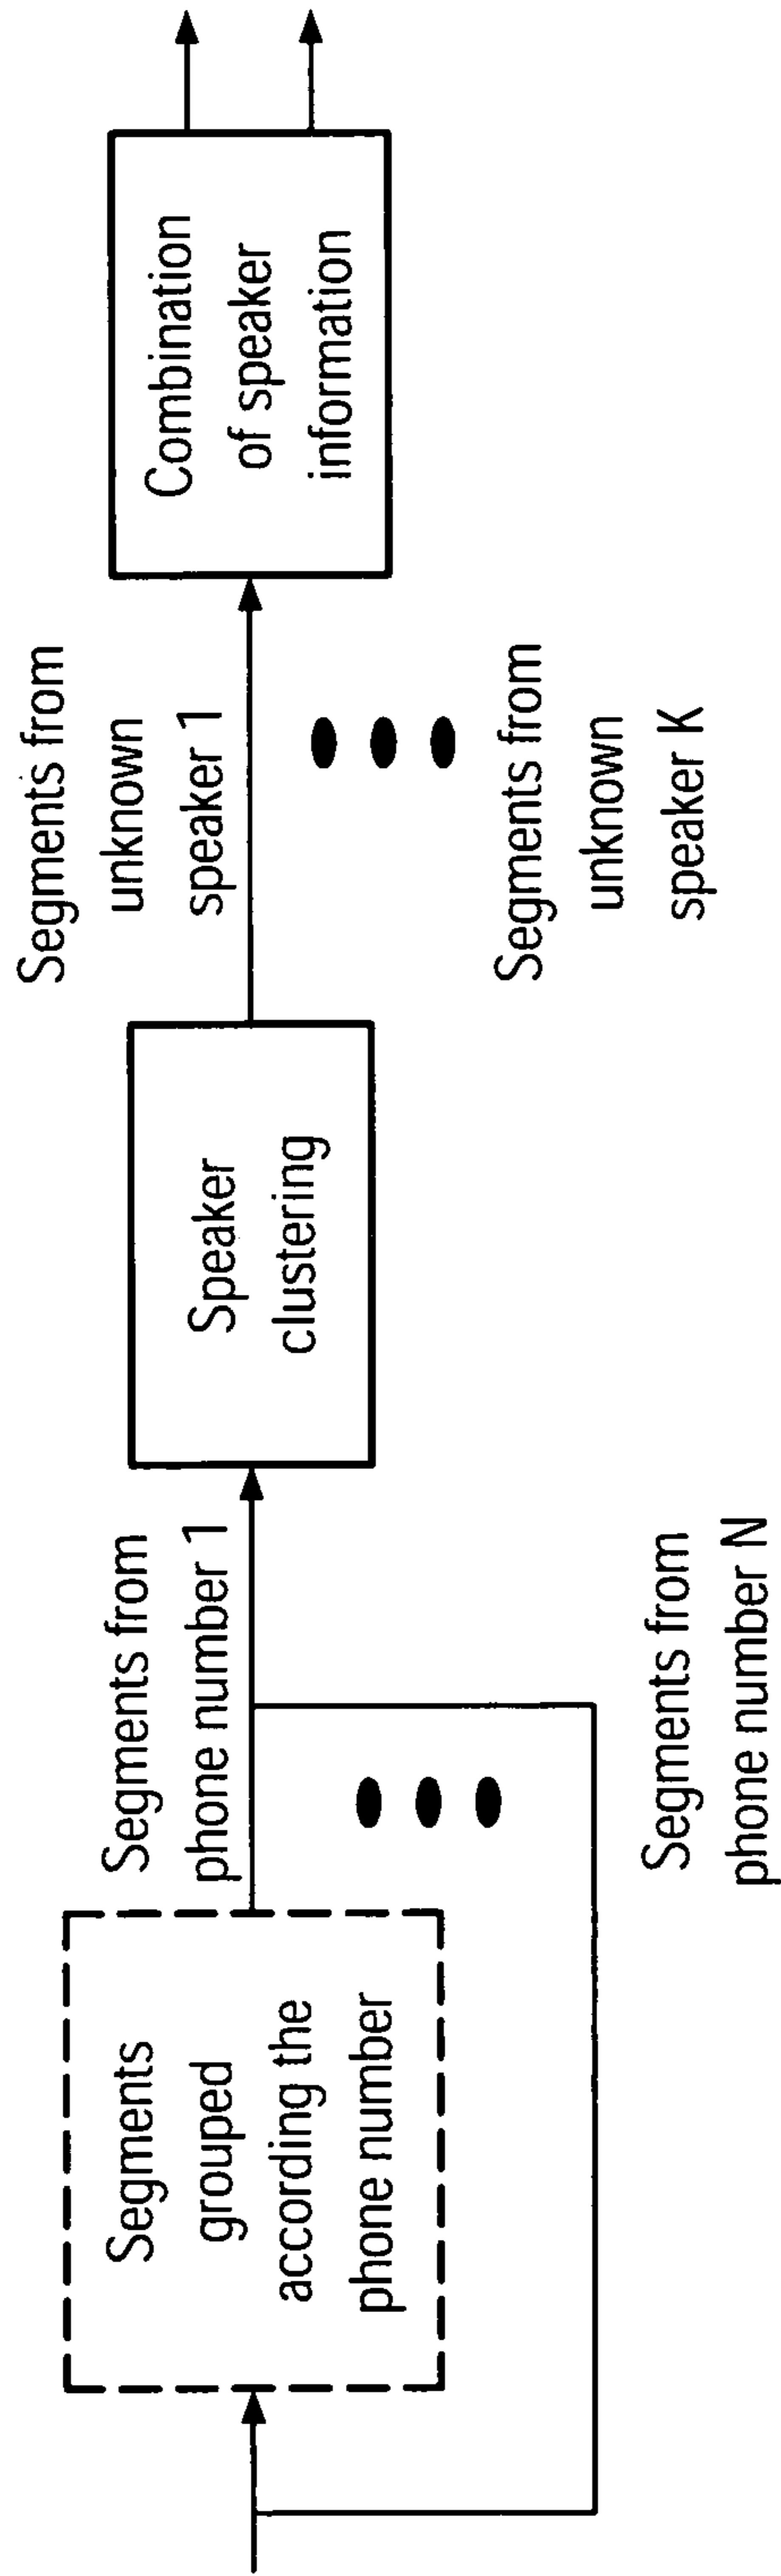 Segments
grouped
according the
phone number
Segments from
phone number 1
Segments from
phone number N
Speaker
clustering
Segments from
unknown
speaker 1
Segments from
unknown
speaker K
Combination
of speaker
information